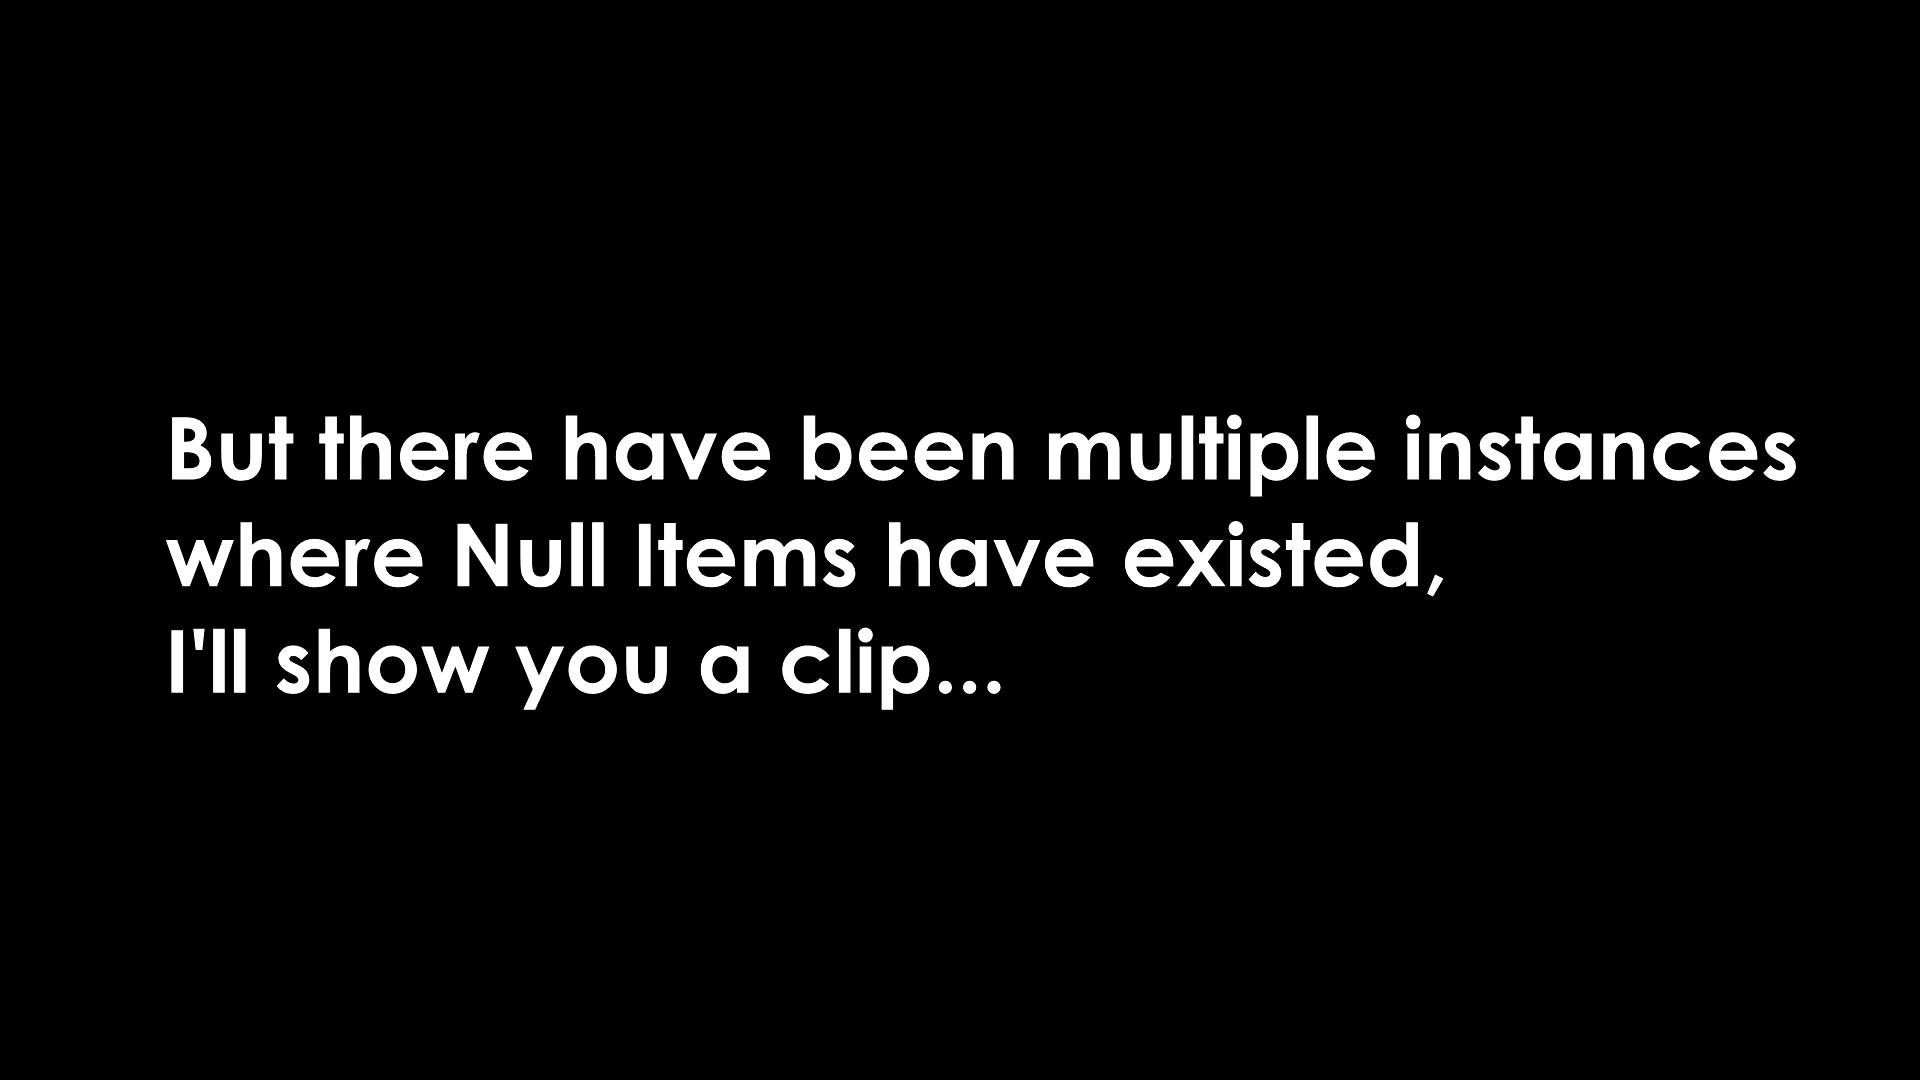 But there have been multiple instances
where Null Items have existed,
I'll show you a clip...